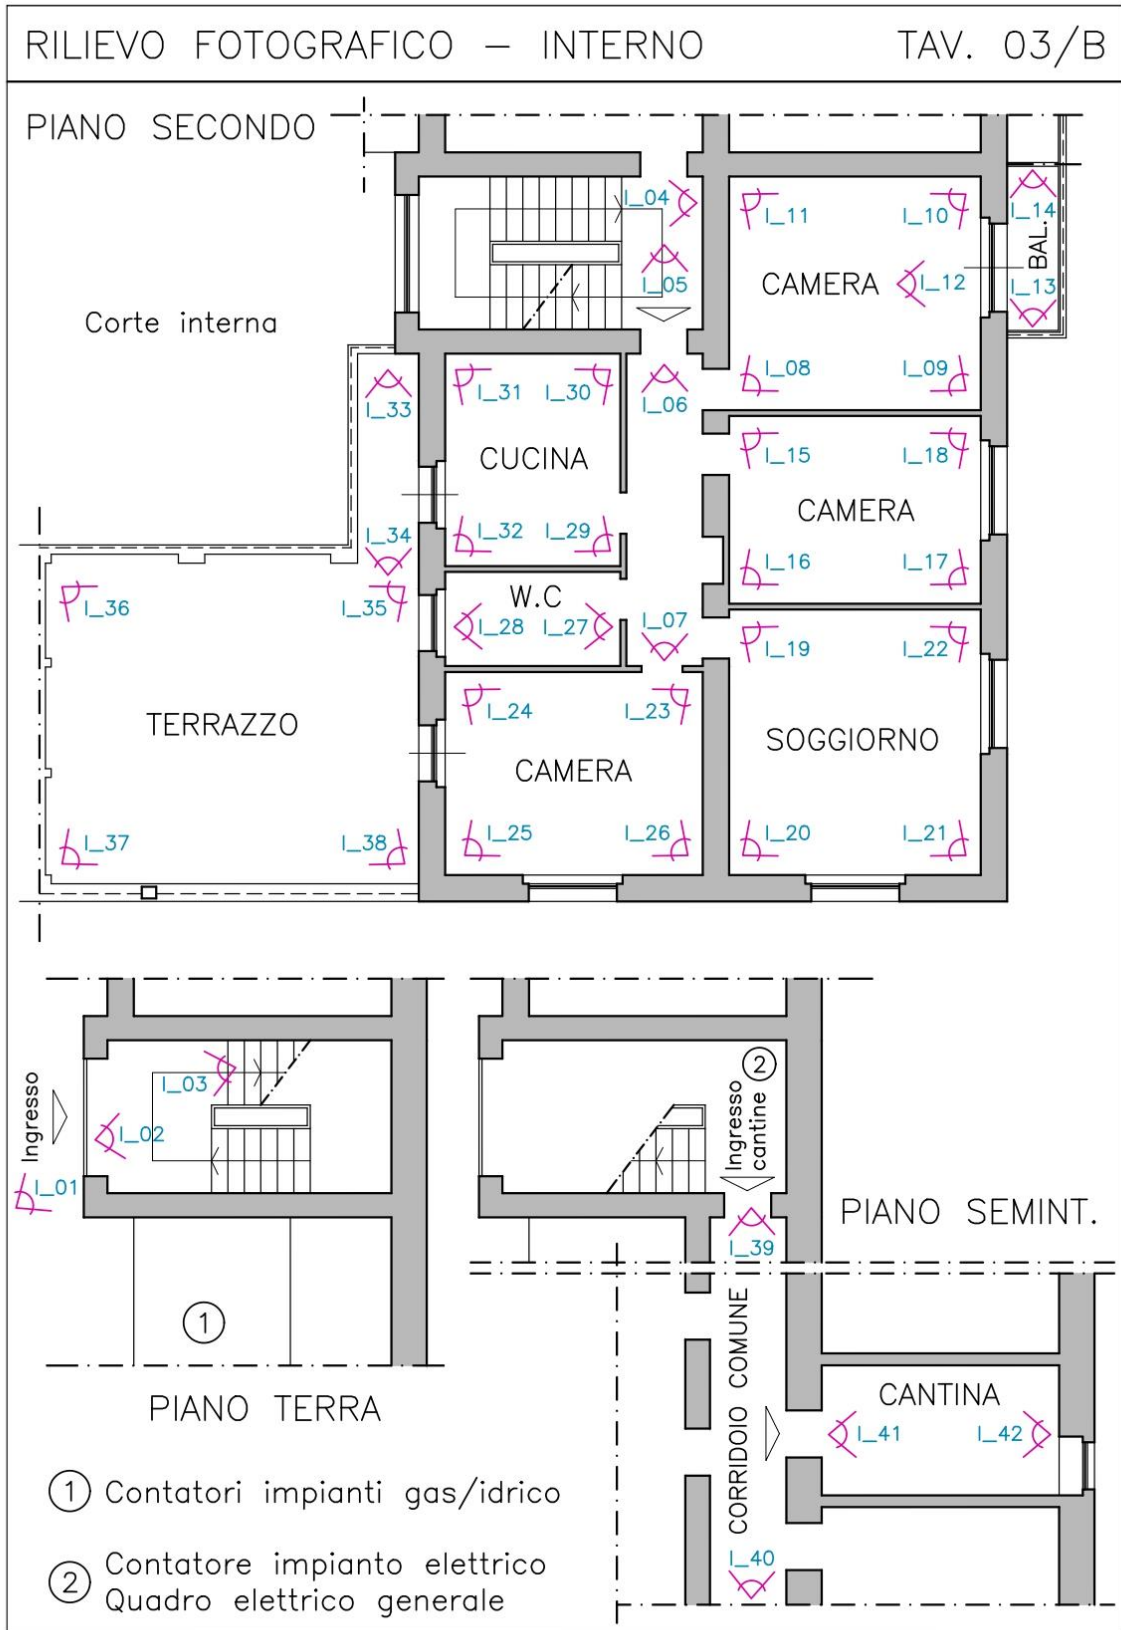 RILIEVO FOTOGRAFICO – INTERNO TAV. 03/B
PIANO SECONDO
I_04
I_11
I_10
I_14
BAL.
I_05
CAMERA
I_12
I_13
Corte interna
I_08
I_09
I_33
I_31
I_30
I_06
CUCINA
I_15
I_18
CAMERA
I_34
I_32
I_29
I_16
I_17
I_36
I_35
W.C
I_28
I_27
I_07
I_19
I_22
TERRAZZO
I_24
I_23
SOGGIORNO
CAMERA
I_37
I_38
I_25
I_26
I_20
I_21
Ingresso
I_03
I_02
I_01
1
PIANO TERRA
2
Ingresso
cantine
PIANO SEMINT.
I_39
CORRIDOIO COMUNE
CANTINA
I_41
I_42
I_40
1 Contatori impianti gas/idrico
2 Contatore impianto elettrico
Quadro elettrico generale